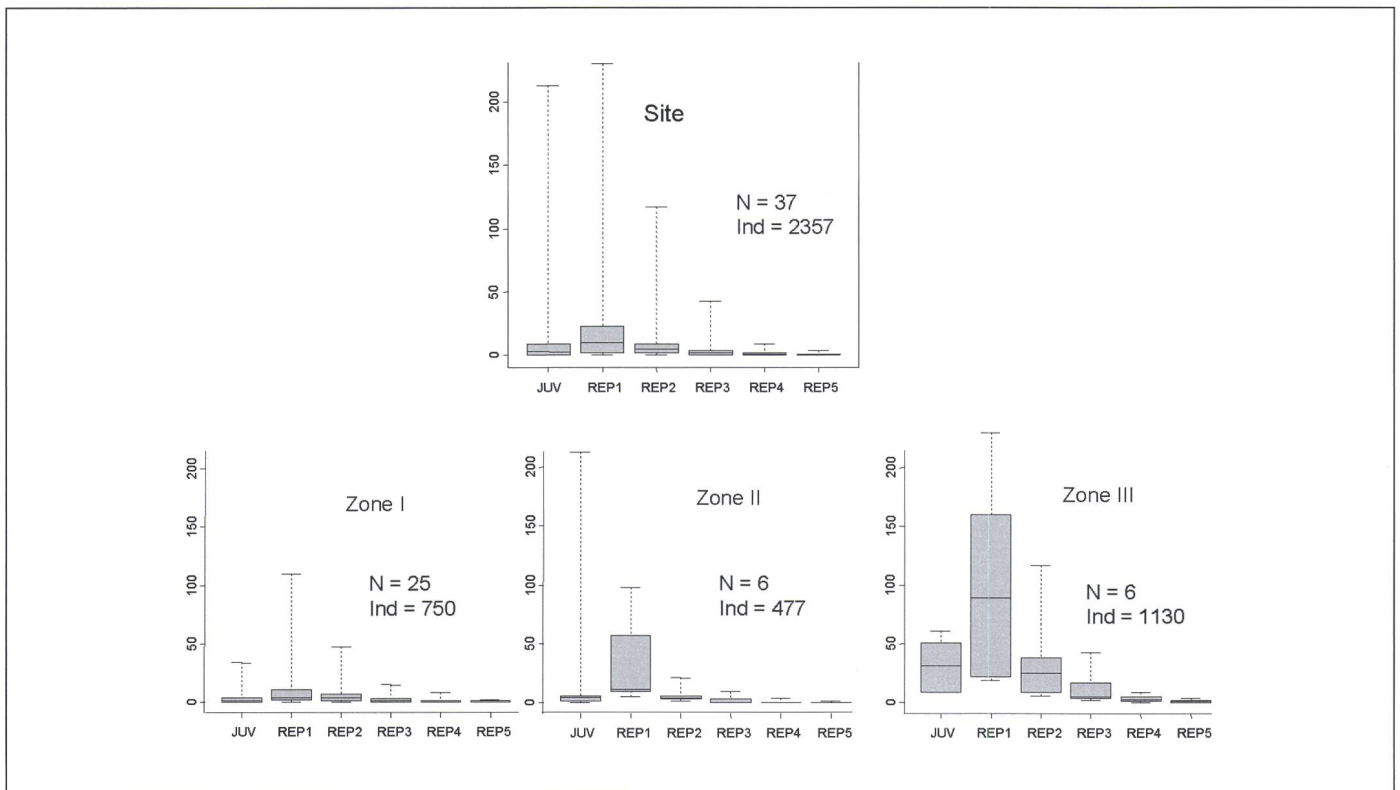 Site
N = 37
Ind = 2357
200
150
100
50
0
JUV REP1 REP2 REP3 REP4 REP5
Zone I
N = 25
Ind = 750
200
150
100
50
0
JUV REP1 REP2 REP3 REP4 REP5
Zone II
N = 6
Ind = 477
200
150
100
50
0
JUV REP1 REP2 REP3 REP4 REP5
Zone III
N = 6
Ind = 1130
200
150
100
50
0
JUV REP1 REP2 REP3 REP4 REP5